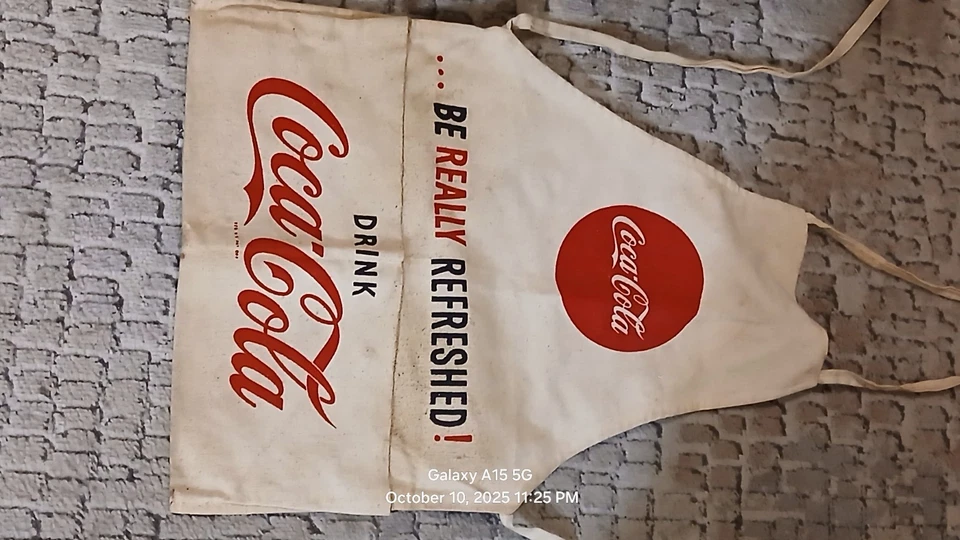 Coca-Cola
... BE REALLY REFRESHED!
DRINK
Coca-Cola
Galaxy A15 5G
October 10, 2025 11:25 PM